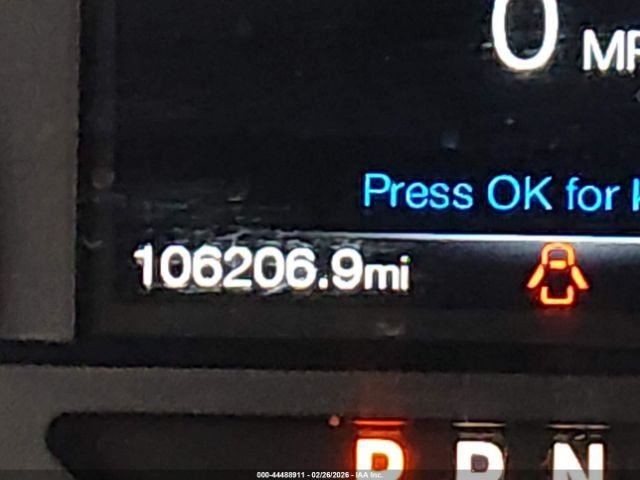 0 MP
Press OK for k
106206.9mi
P R N
000-44488911 - 02/26/2026 - IAA Inc.